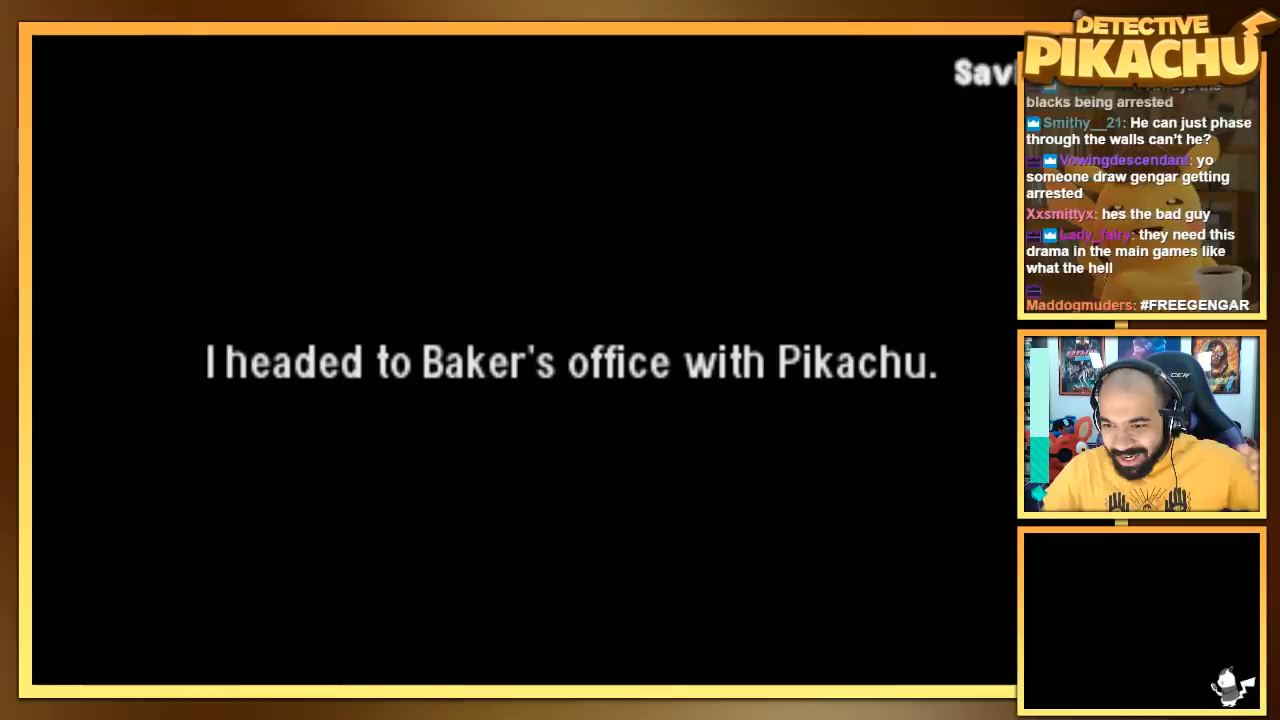 DETECTIVE
PIKACHU
Sav
blacks being arrested
Smithy__21: He can just phase
through the walls can't he?
Vowingdescendant: yo
someone draw gengar getting
arrested
Xxsmittyx: hes the bad guy
Lady_fairy: they need this
drama in the main games like
what the hell
Maddogmuders: #FREEGENGAR
I headed to Baker's office with Pikachu.